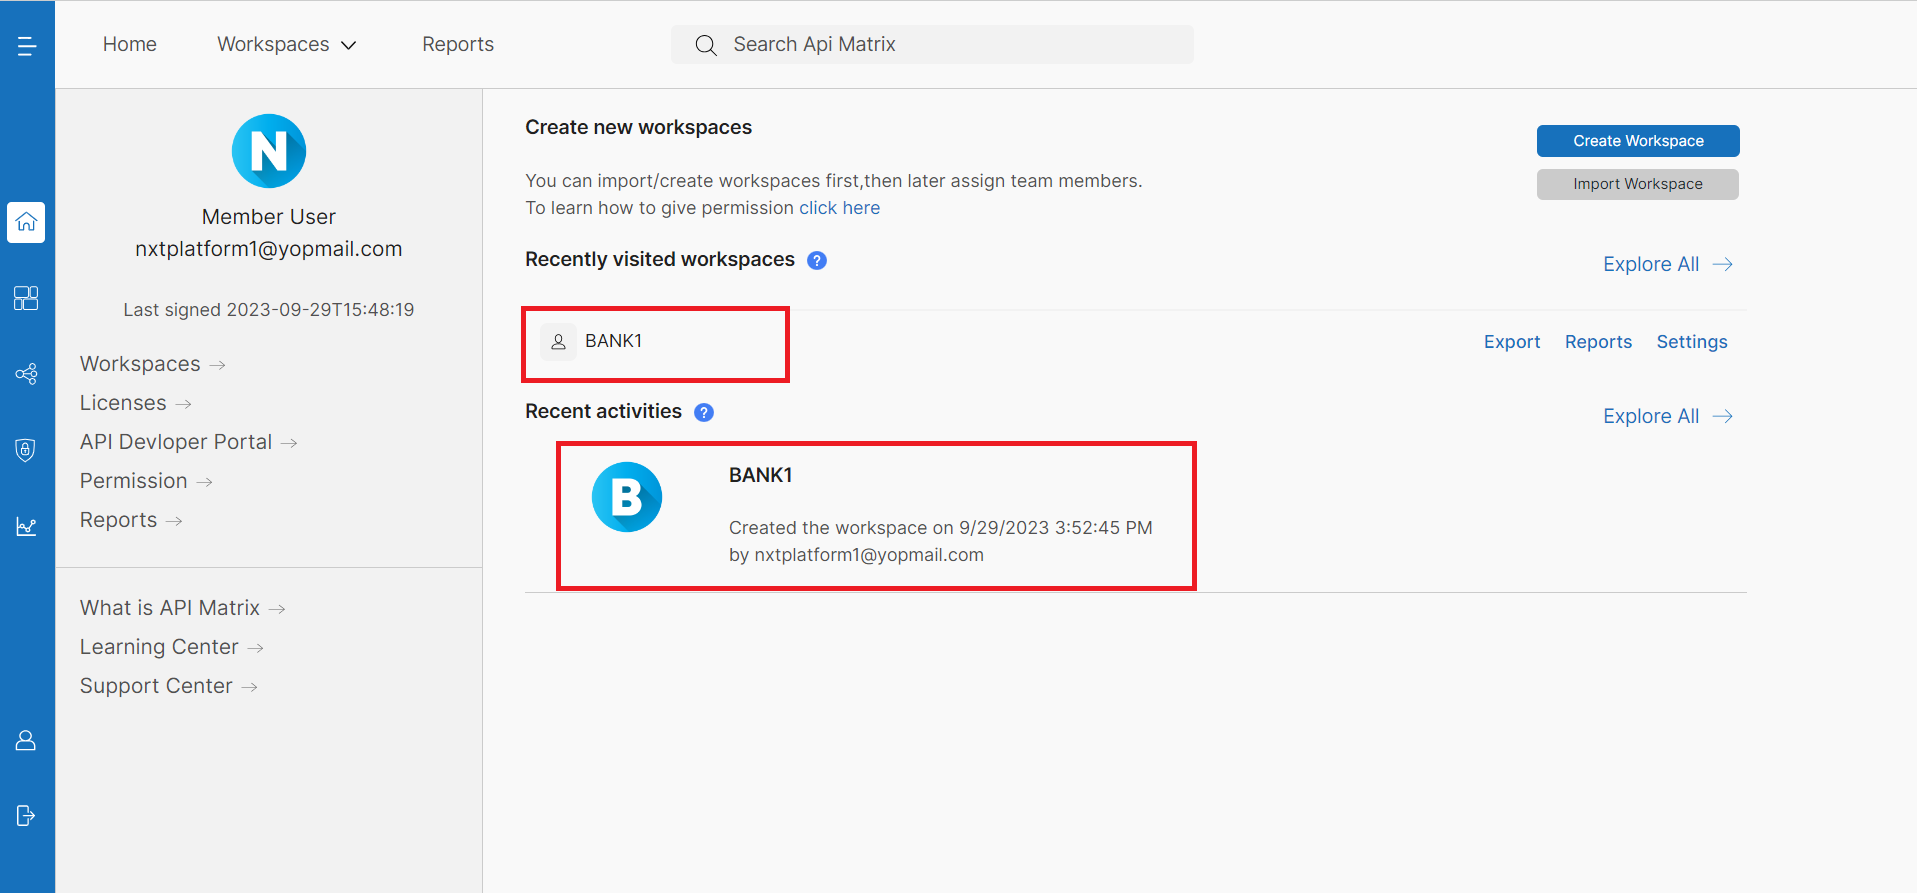 Home Workspaces Reports Search Api Matrix
N
Member User
nxtplatform1@yopmail.com
Last signed 2023-09-29T15:48:19
Workspaces
Licenses
API Devloper Portal
Permission
Reports
What is API Matrix
Learning Center
Support Center
Create new workspaces
Create Workspace
You can import/create workspaces first,then later assign team members.
Import Workspace
To learn how to give permission click here
Recently visited workspaces ?
Explore All
BANK1
Export Reports Settings
Recent activities ?
Explore All
B
BANK1
Created the workspace on 9/29/2023 3:52:45 PM
by nxtplatform1@yopmail.com